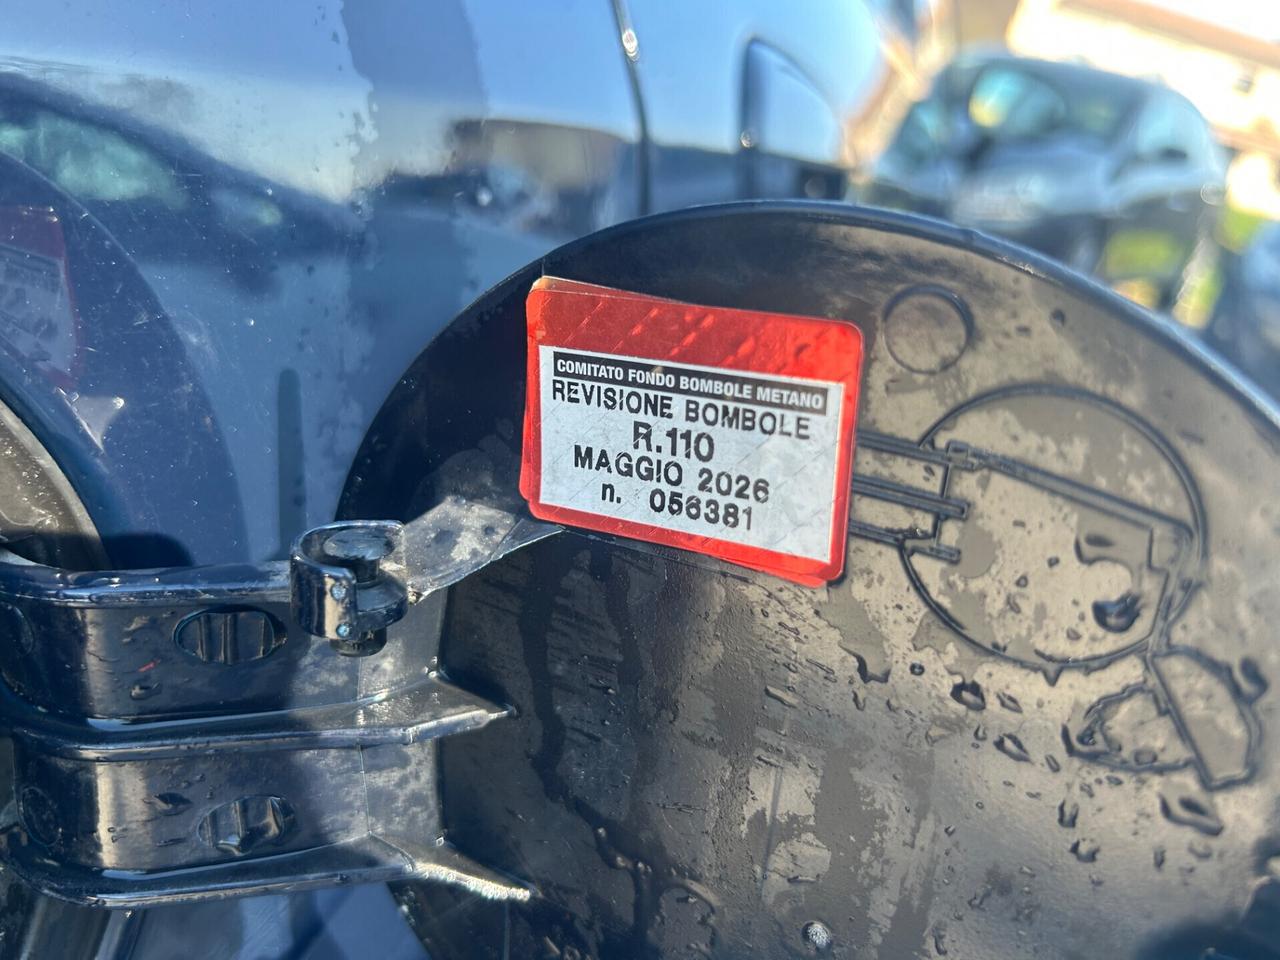 COMITATO FONDO BOMBOLE METANO
REVISIONE BOMBOLE
R.110
MAGGIO 2026
n. 056381